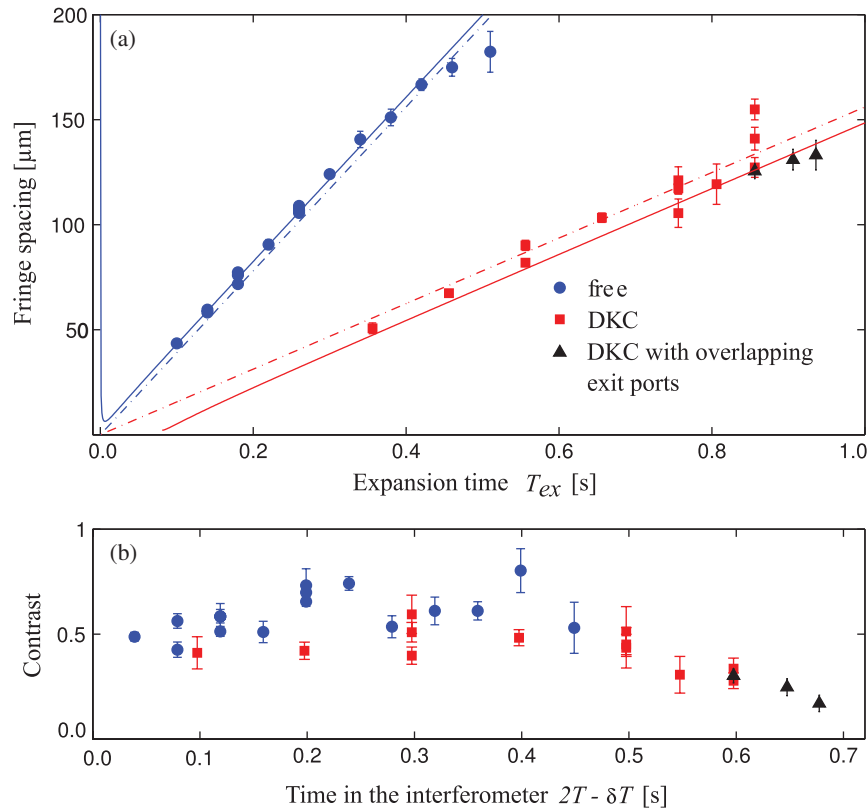 (a)
Fringe spacing [µm]
200
150
100
50
free
DKC
DKC with overlapping
exit ports
0.0 0.2 0.4 0.6 0.8 1.0
Expansion time T_ex [s]
(b)
Contrast
1
0.5
0.0
0.0 0.1 0.2 0.3 0.4 0.5 0.6 0.7
Time in the interferometer 2T - δT [s]